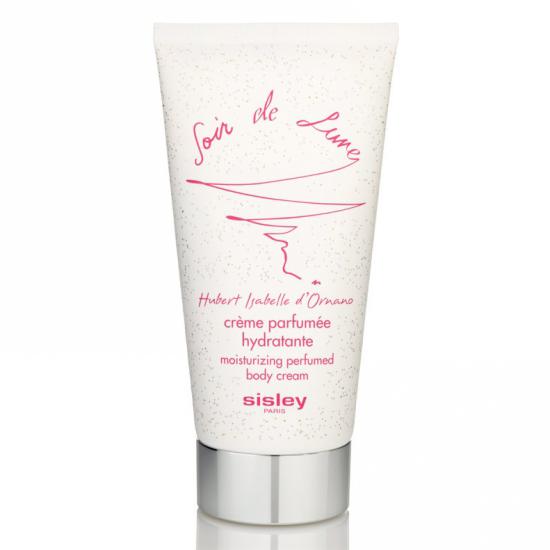 Soir de Lune
Hubert Isabelle d'Ornano
crème parfumée
hydratante
moisturizing perfumed
body cream
sisley
PARIS